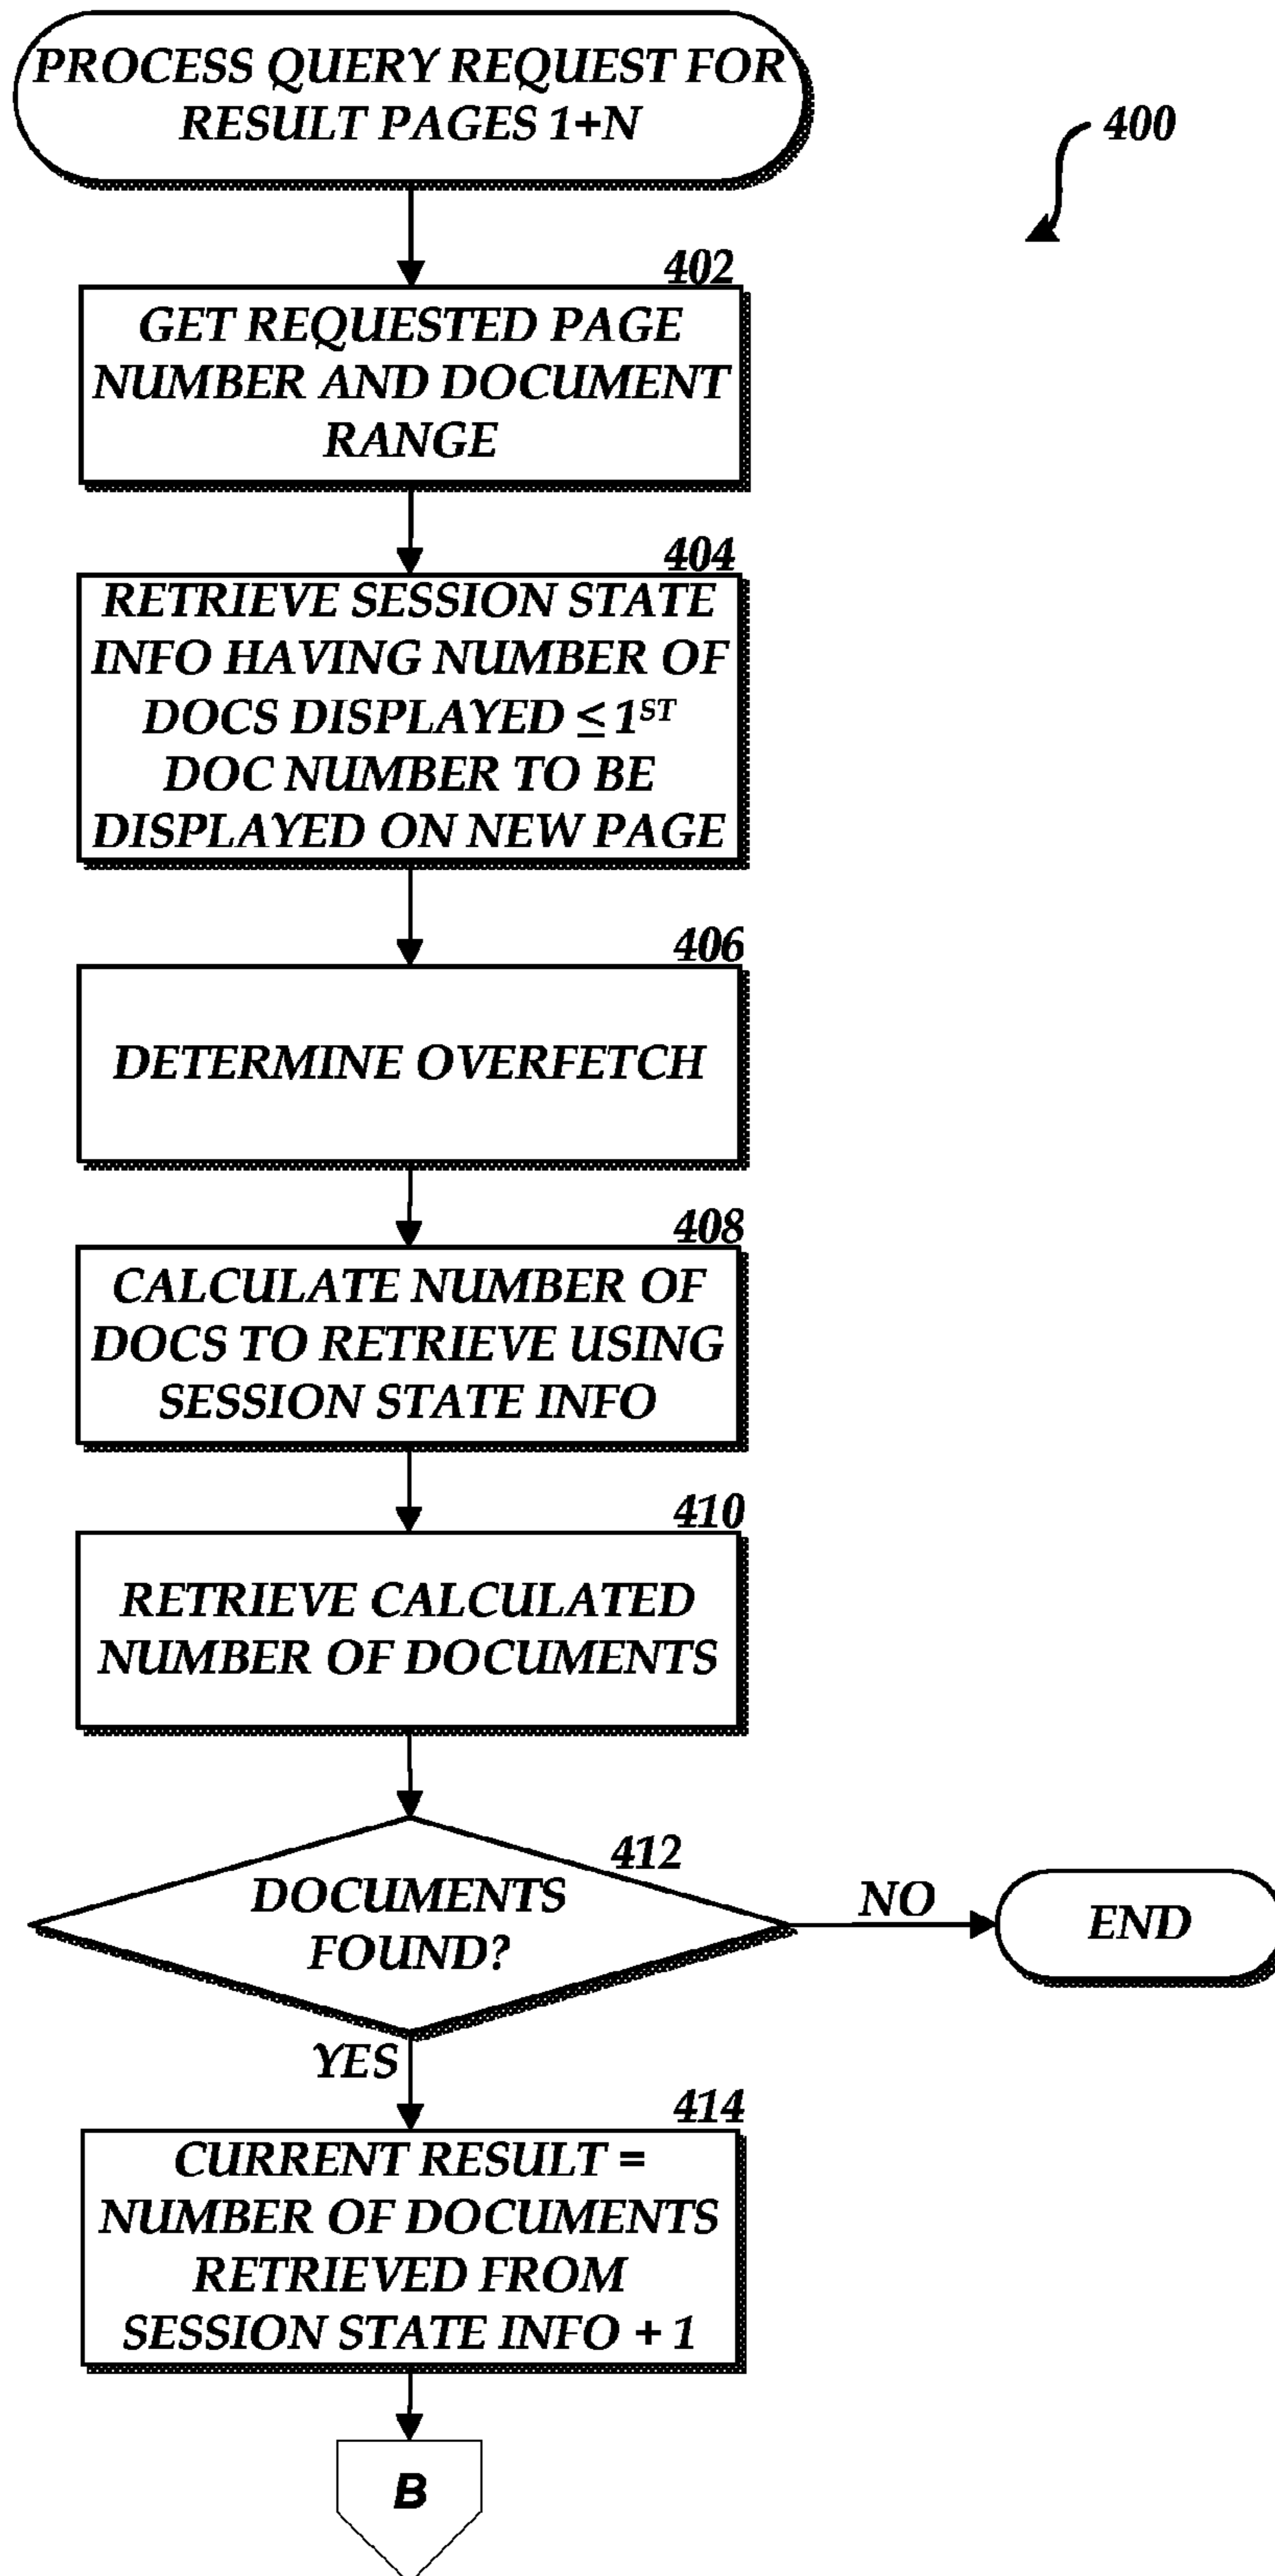 PROCESS QUERY REQUEST FOR
RESULT PAGES 1+N
400
402
GET REQUESTED PAGE
NUMBER AND DOCUMENT
RANGE
404
RETRIEVE SESSION STATE
INFO HAVING NUMBER OF
DOCS DISPLAYED ≤ 1ST
DOC NUMBER TO BE
DISPLAYED ON NEW PAGE
406
DETERMINE OVERFETCH
408
CALCULATE NUMBER OF
DOCS TO RETRIEVE USING
SESSION STATE INFO
410
RETRIEVE CALCULATED
NUMBER OF DOCUMENTS
412
DOCUMENTS
FOUND?
NO
END
YES
414
CURRENT RESULT =
NUMBER OF DOCUMENTS
RETRIEVED FROM
SESSION STATE INFO + 1
B